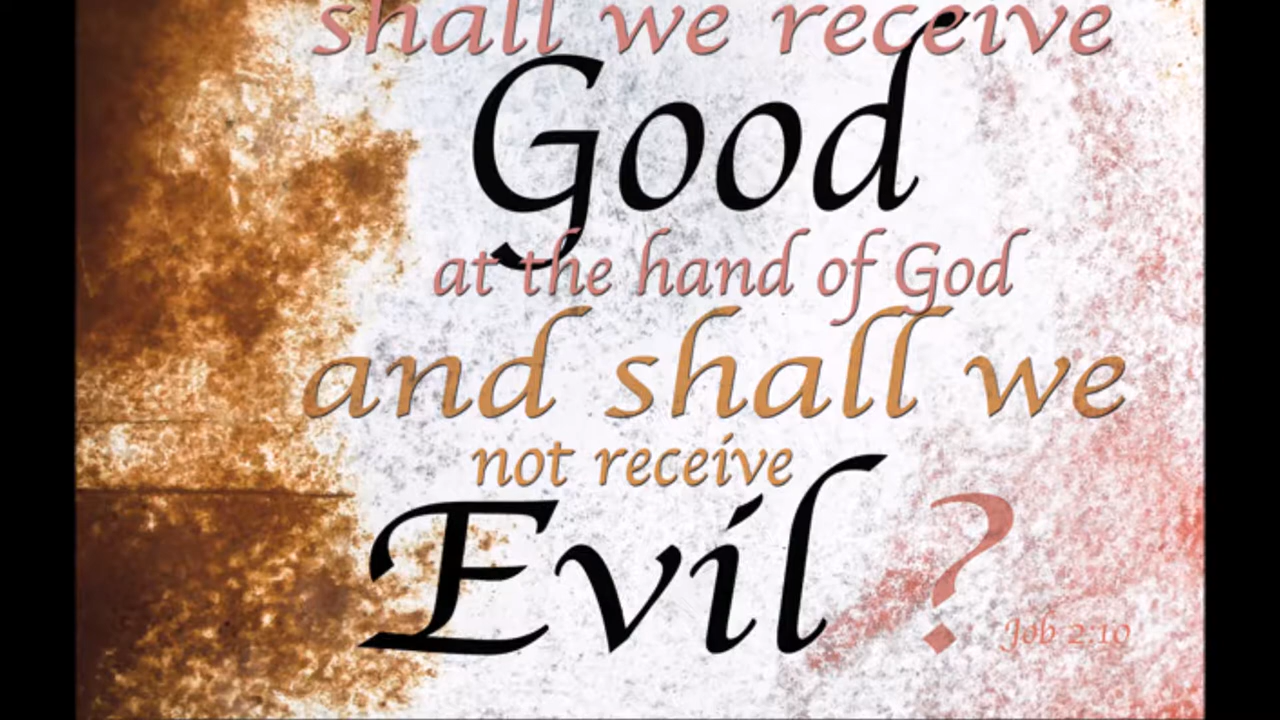 shall we receive
Good
at the hand of God
and shall we
not receive
Evil ?
Job 2:10